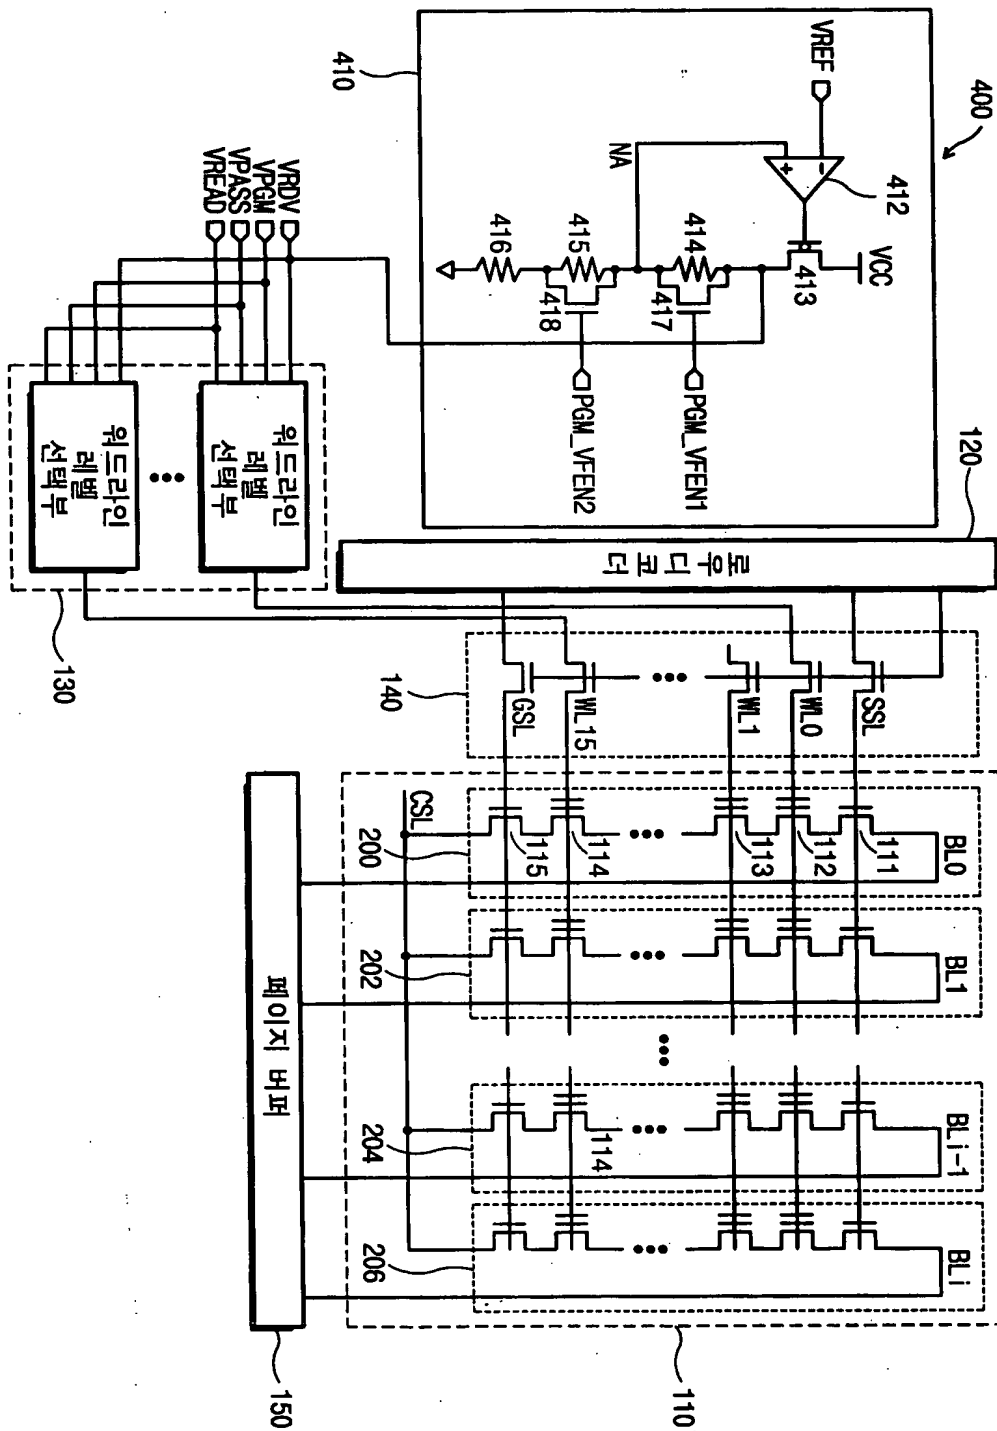 400
410
VREF
412
VCC
413
NA
414
415
416
417
418
PGM_VFEN1
PGM_VFEN2
VRDV
VPGM
VPASS
VREAD
워드라인
레벨
선택부
워드라인
레벨
선택부
130
120
로우디코더
140
SSL
WL0
WL1
WL15
GSL
CSL
BL0
111
112
113
114
115
200
BL1
202
BLi-1
114
204
BLi
206
110
페이지 버퍼
150